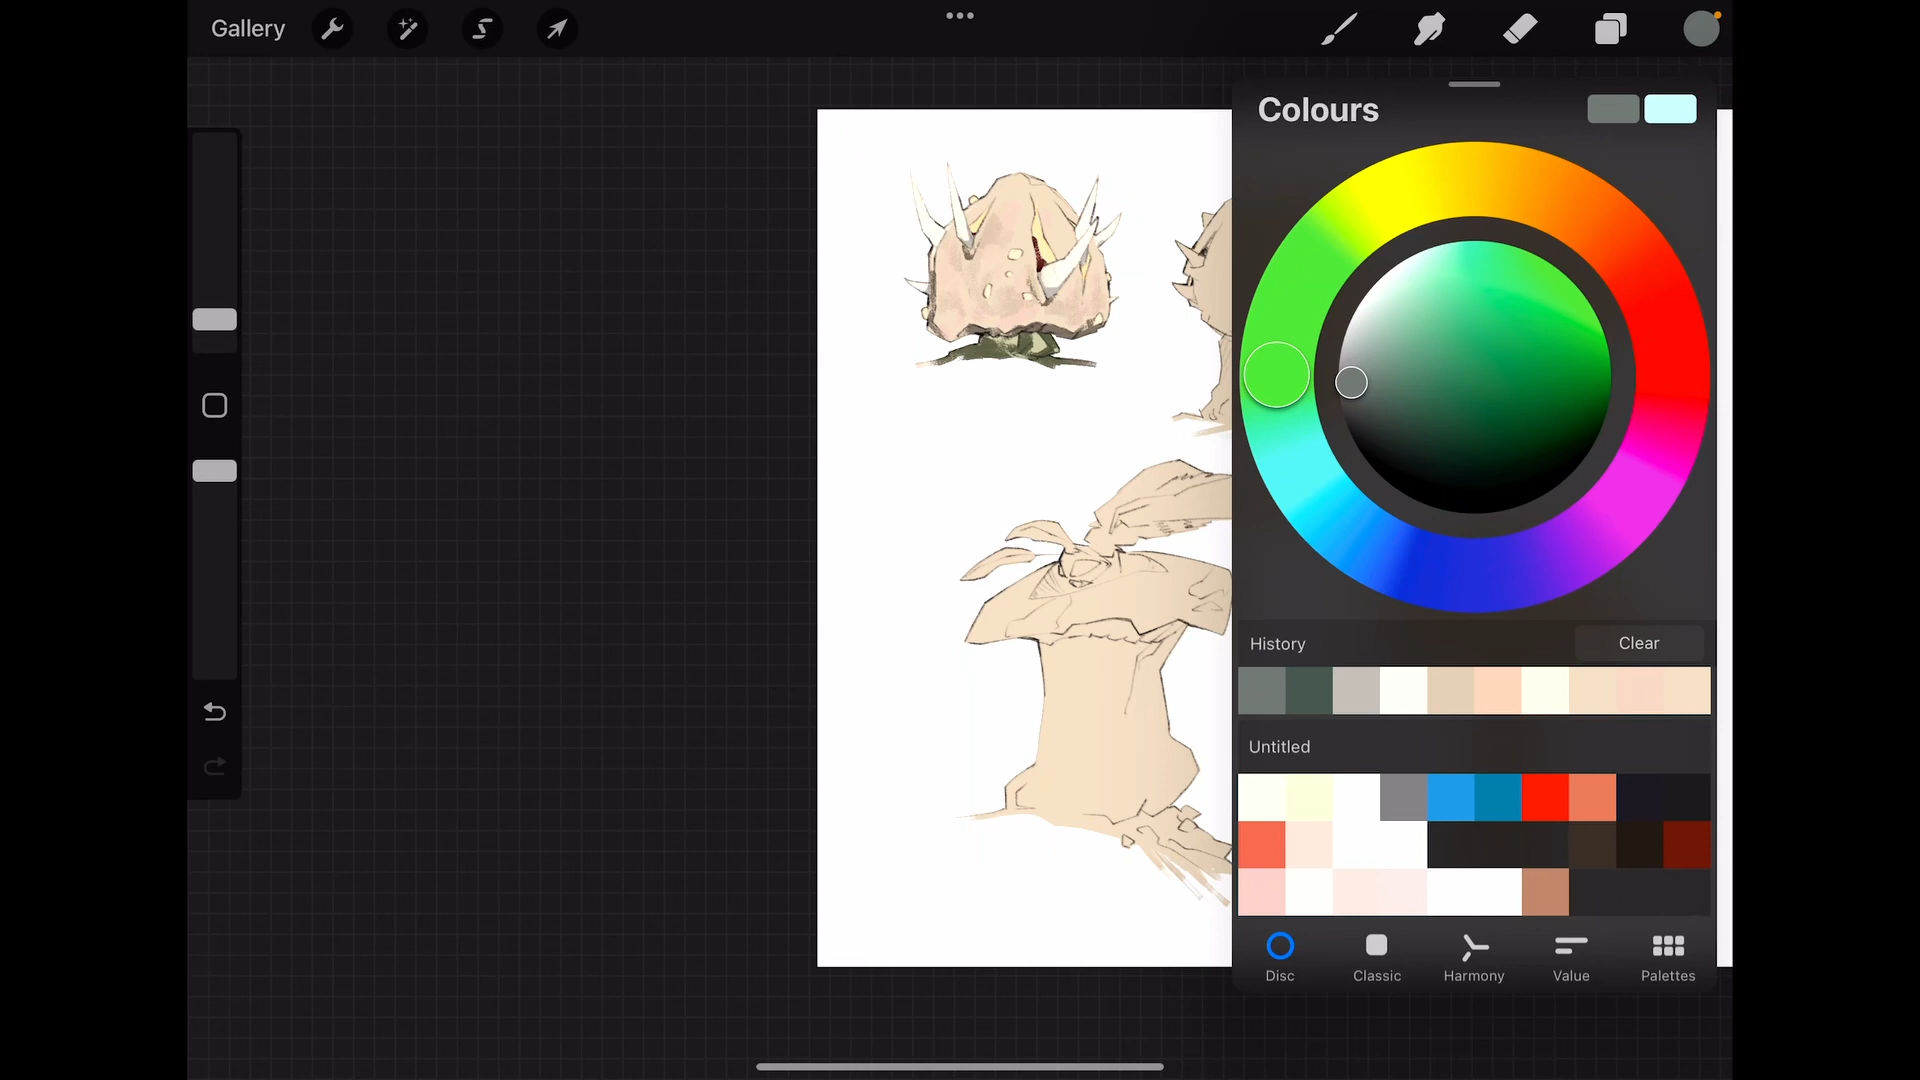 Gallery
Colours
History
Clear
Untitled
Disc
Classic
Harmony
Value
Palettes